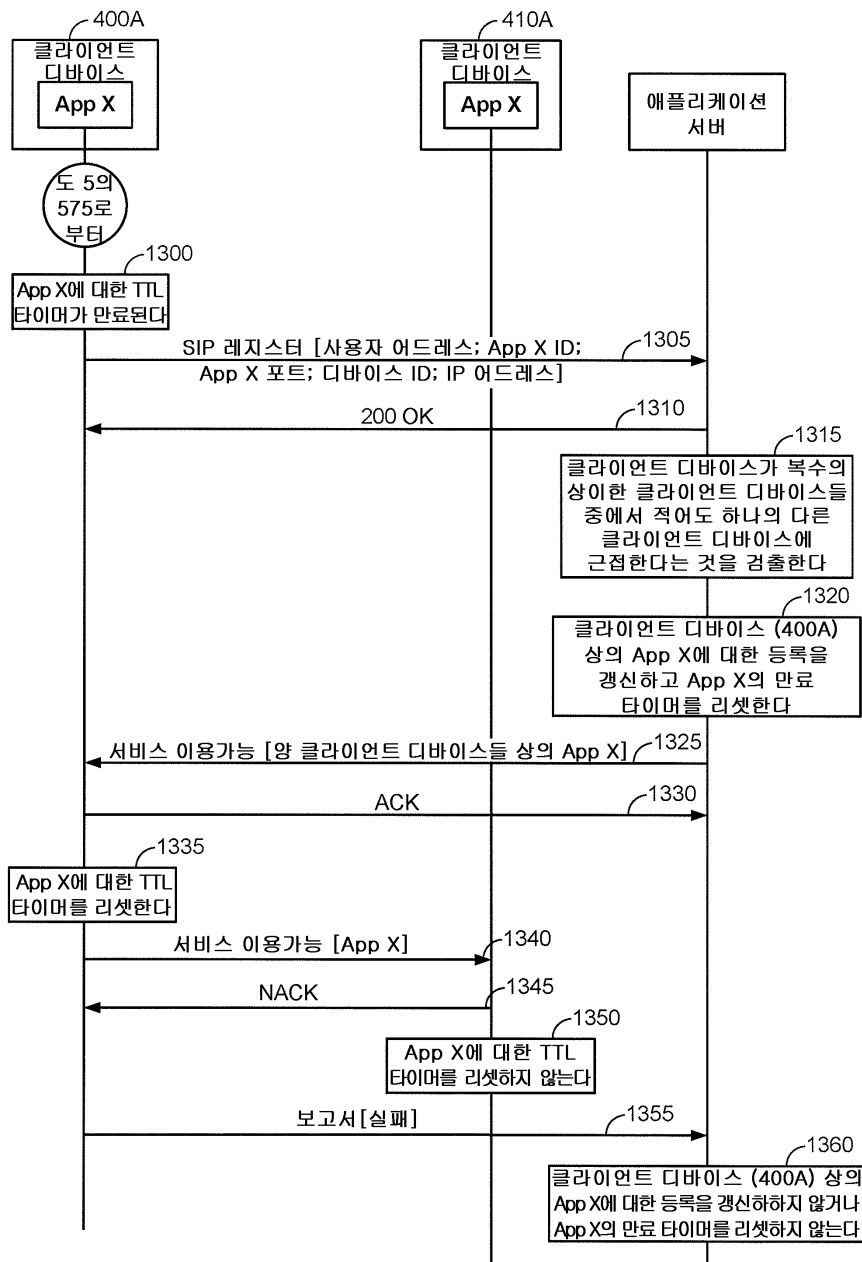 400A
클라이언트
디바이스
App X
410A
클라이언트
디바이스
App X
애플리케이션
서버
도 5의
575로
부터
1300
App X에 대한 TTL
타이머가 만료된다
SIP 레지스터 [사용자 어드레스; App X ID;
App X 포트; 디바이스 ID; IP 어드레스]
1305
200 OK
1310
1315
클라이언트 디바이스가 복수의
상이한 클라이언트 디바이스들
중에서 적어도 하나의 다른
클라이언트 디바이스에
근접한다는 것을 검출한다
1320
클라이언트 디바이스 (400A)
상의 App X에 대한 등록을
갱신하고 App X의 만료
타이머를 리셋한다
서비스 이용가능 [양 클라이언트 디바이스들 상의 App X]
1325
ACK
1330
1335
App X에 대한 TTL
타이머를 리셋한다
서비스 이용가능 [App X]
1340
NACK
1345
1350
App X에 대한 TTL
타이머를 리셋하지 않는다
보고서[실패]
1355
1360
클라이언트 디바이스 (400A) 상의
App X에 대한 등록을 갱신하하지 않거나
App X의 만료 타이머를 리셋하지 않는다